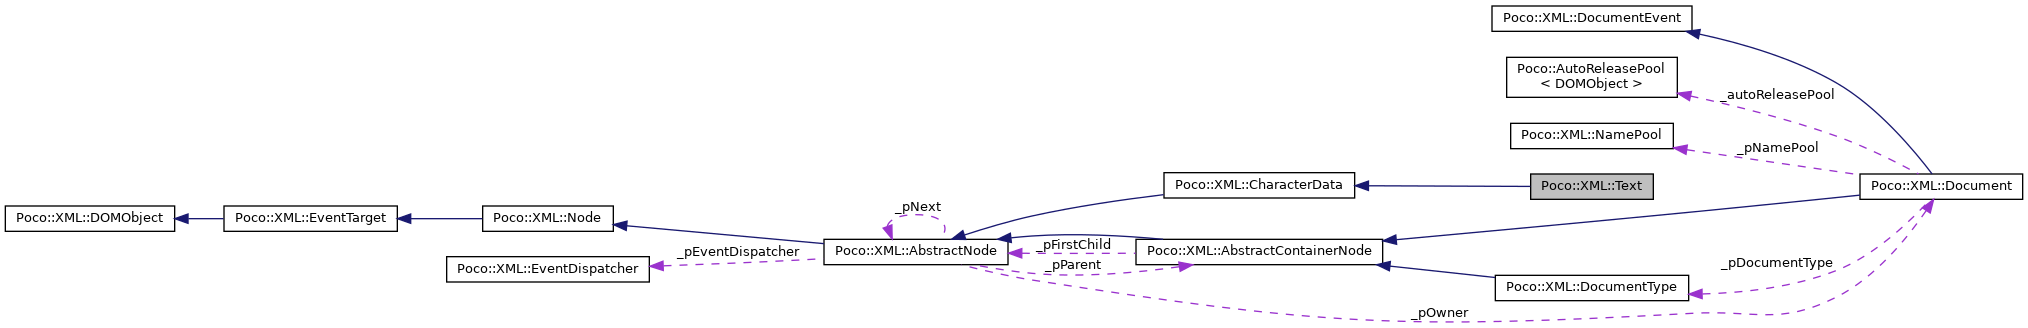 Poco::XML::DocumentEvent
Poco::AutoReleasePool
< DOMObject >
_autoReleasePool
Poco::XML::NamePool
_pNamePool
Poco::XML::CharacterData
Poco::XML::Text
Poco::XML::Document
Poco::XML::DOMObject
Poco::XML::EventTarget
Poco::XML::Node
_pNext
_pEventDispatcher
Poco::XML::AbstractNode
_pFirstChild
Poco::XML::AbstractContainerNode
_pParent
_pDocumentType
Poco::XML::EventDispatcher
Poco::XML::DocumentType
_pOwner